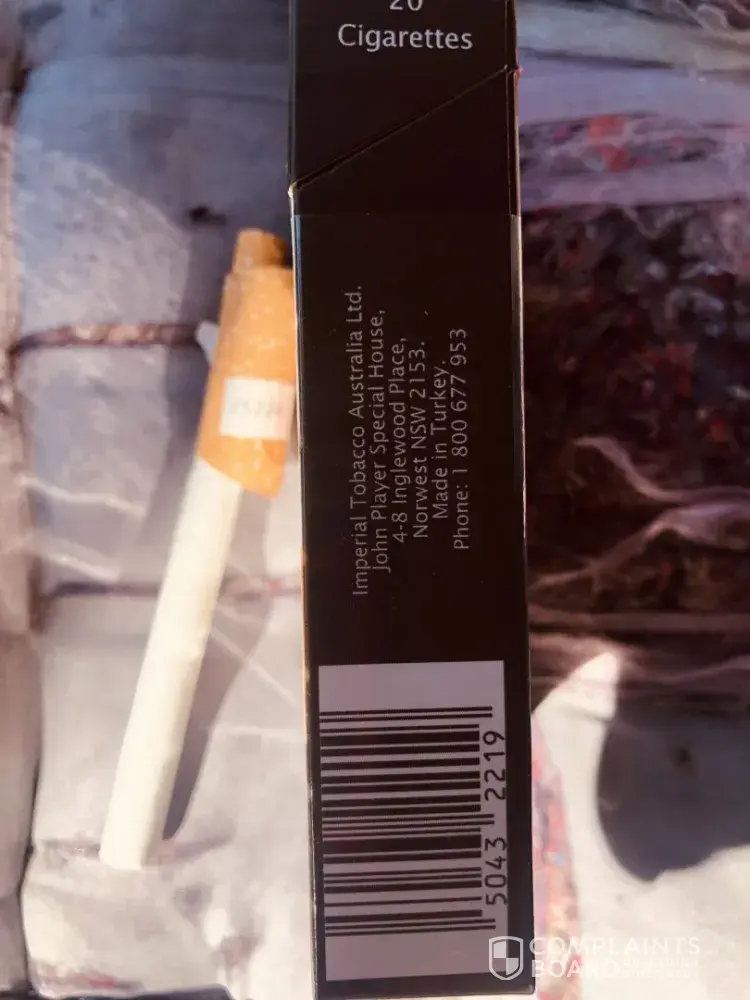 20
Cigarettes
Imperial Tobacco Australia Ltd.
John Player Special House,
4-8 Inglewood Place,
Norwest NSW 2153.
Made in Turkey.
Phone: 1 800 677 953
5043 2219
COMPLAINTS
BOARD